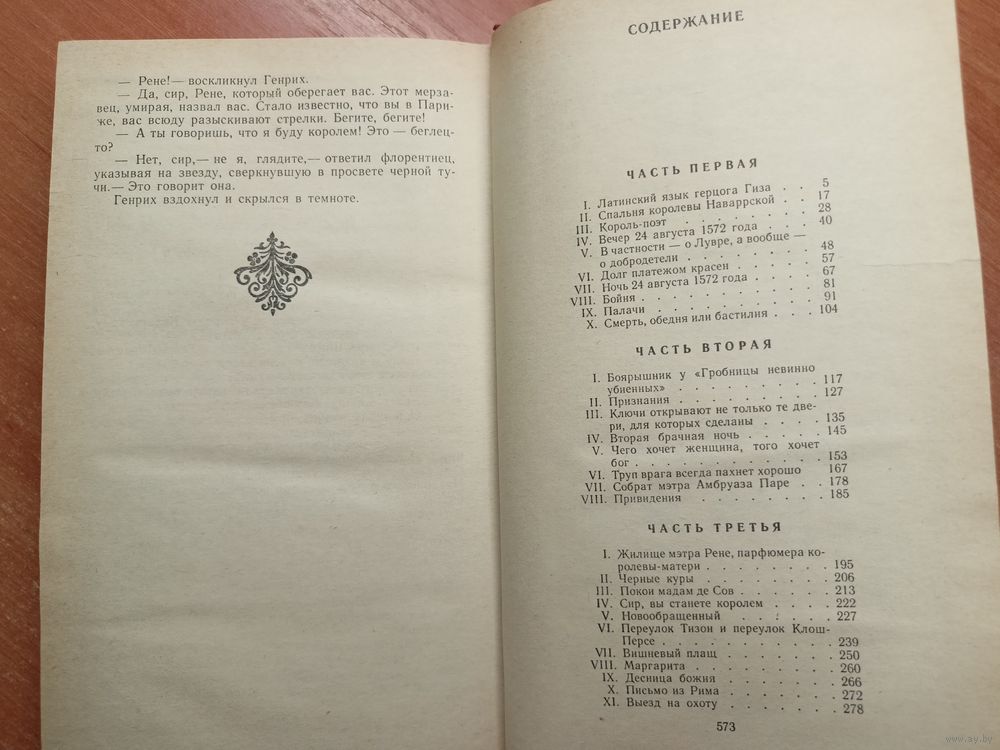 — Рене!— воскликнул Генрих.
— Да, сир, Рене, который оберегает вас. Этот мерза-
вец, умирая, назвал вас. Стало известно, что вы в Пари-
же, вас всюду разыскивают стрелки. Бегите, бегите!
— А ты говоришь, что я буду королем! Это — беглец-
то?
— Нет, сир,— не я, глядите,— ответил флорентиец,
указывая на звезду, сверкнувшую в просвете черной ту-
чи.— Это говорит она.
Генрих вздохнул и скрылся в темноте.
СОДЕРЖАНИЕ
ЧАСТЬ ПЕРВАЯ
I. Латинский язык герцога Гиза . . 5
II. Спальня королевы Наваррской . . 17
III. Король-поэт . . . . . . . 28
IV. Вечер 24 августа 1572 года . . . 40
V. В частности — о Лувре, а вообще —
о добродетели . . . . . . . 48
VI. Долг платежом красен . . . . . 57
VII. Ночь 24 августа 1572 года . . . . 67
VIII. Бойня . . . . . . . . . 81
IX. Палачи . . . . . . . . . 91
X. Смерть, обедня или бастилия . . . 104
ЧАСТЬ ВТОРАЯ
I. Боярышник у «Гробницы невинно
убиенных» . . . . . . . . 117
II. Признания . . . . . . . . 127
III. Ключи открывают не только те две-
ри, для которых сделаны . . . . 135
IV. Вторая брачная ночь . . . . . 145
V. Чего хочет женщина, того хочет
бог . . . . . . . . . . 153
VI. Труп врага всегда пахнет хорошо 167
VII. Собрат мэтра Амбруаза Паре . . 178
VIII. Привидения . . . . . . . 185
ЧАСТЬ ТРЕТЬЯ
I. Жилище мэтра Рене, парфюмера ко-
ролевы-матери . . . . . . . 195
II. Черные куры . . . . . . . 206
III. Покои мадам де Сов . . . . . 213
IV. Сир, вы станете королем . . . . 222
V. Новообращенный . . . . . . 227
VI. Переулок Тизон и переулок Клош-
Персе . . . . . . . . . 239
VII. Вишневый плащ . . . . . . 250
VIII. Маргарита . . . . . . . . 260
IX. Десница божия . . . . . . . 266
X. Письмо из Рима . . . . . . 272
XI. Выезд на охоту . . . . . . 278
573
www.ay.by